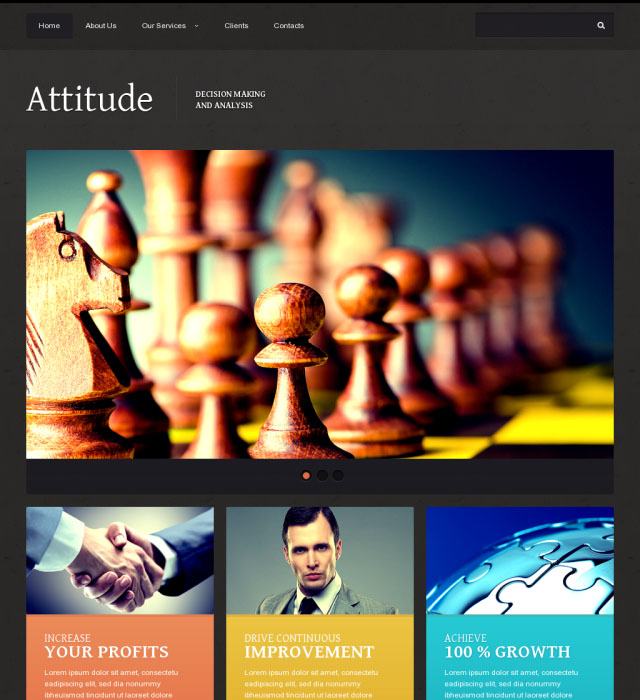 Home About Us Our Services Clients Contacts
Attitude
DECISION MAKING
AND ANALYSIS
INCREASE
YOUR PROFITS
Lorem ipsum dolor sit amet, consectetu
eadipiscing elit, sed dia nonummy
ibheuismod tincidunt ut laoreet dolore
DRIVE CONTINUOUS
IMPROVEMENT
Lorem ipsum dolor sit amet, consectetu
eadipiscing elit, sed dia nonummy
ibheuismod tincidunt ut laoreet dolore
ACHIEVE
100 % GROWTH
Lorem ipsum dolor sit amet, consectetu
eadipiscing elit, sed dia nonummy
ibheuismod tincidunt ut laoreet dolore